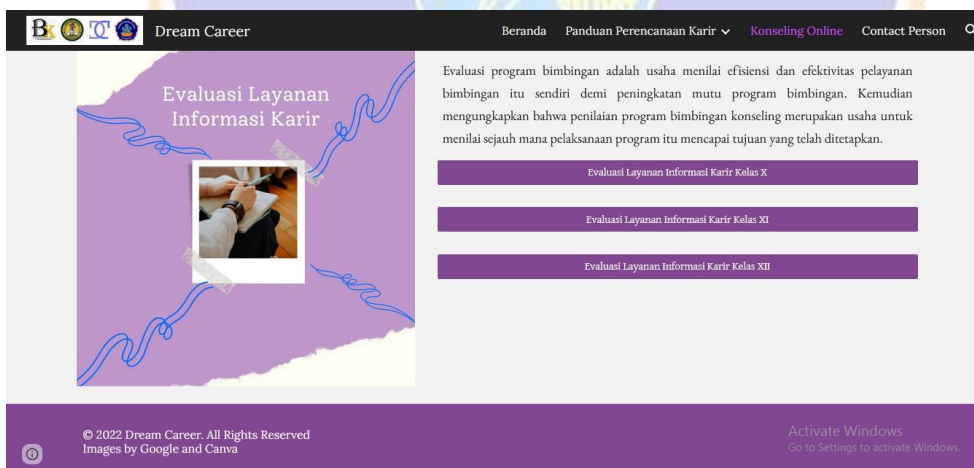 BK Dream Career Beranda Panduan Perencanaan Karir Konseling Online Contact Person
Evaluasi Layanan
Informasi Karir
Evaluasi program bimbingan adalah usaha menilai efisiensi dan efektivitas pelayanan
bimbingan itu sendiri demi peningkatan mutu program bimbingan. Kemudian
mengungkapkan bahwa penilaian program bimbingan konseling merupakan usaha untuk
menilai sejauh mana pelaksanaan program itu mencapai tujuan yang telah ditetapkan.
Evaluasi Layanan Informasi Karir Kelas X
Evaluasi Layanan Informasi Karir Kelas XI
Evaluasi Layanan Informasi Karir Kelas XII
© 2022 Dream Career. All Rights Reserved
Images by Google and Canva
Activate Windows
Go to Settings to activate Windows.